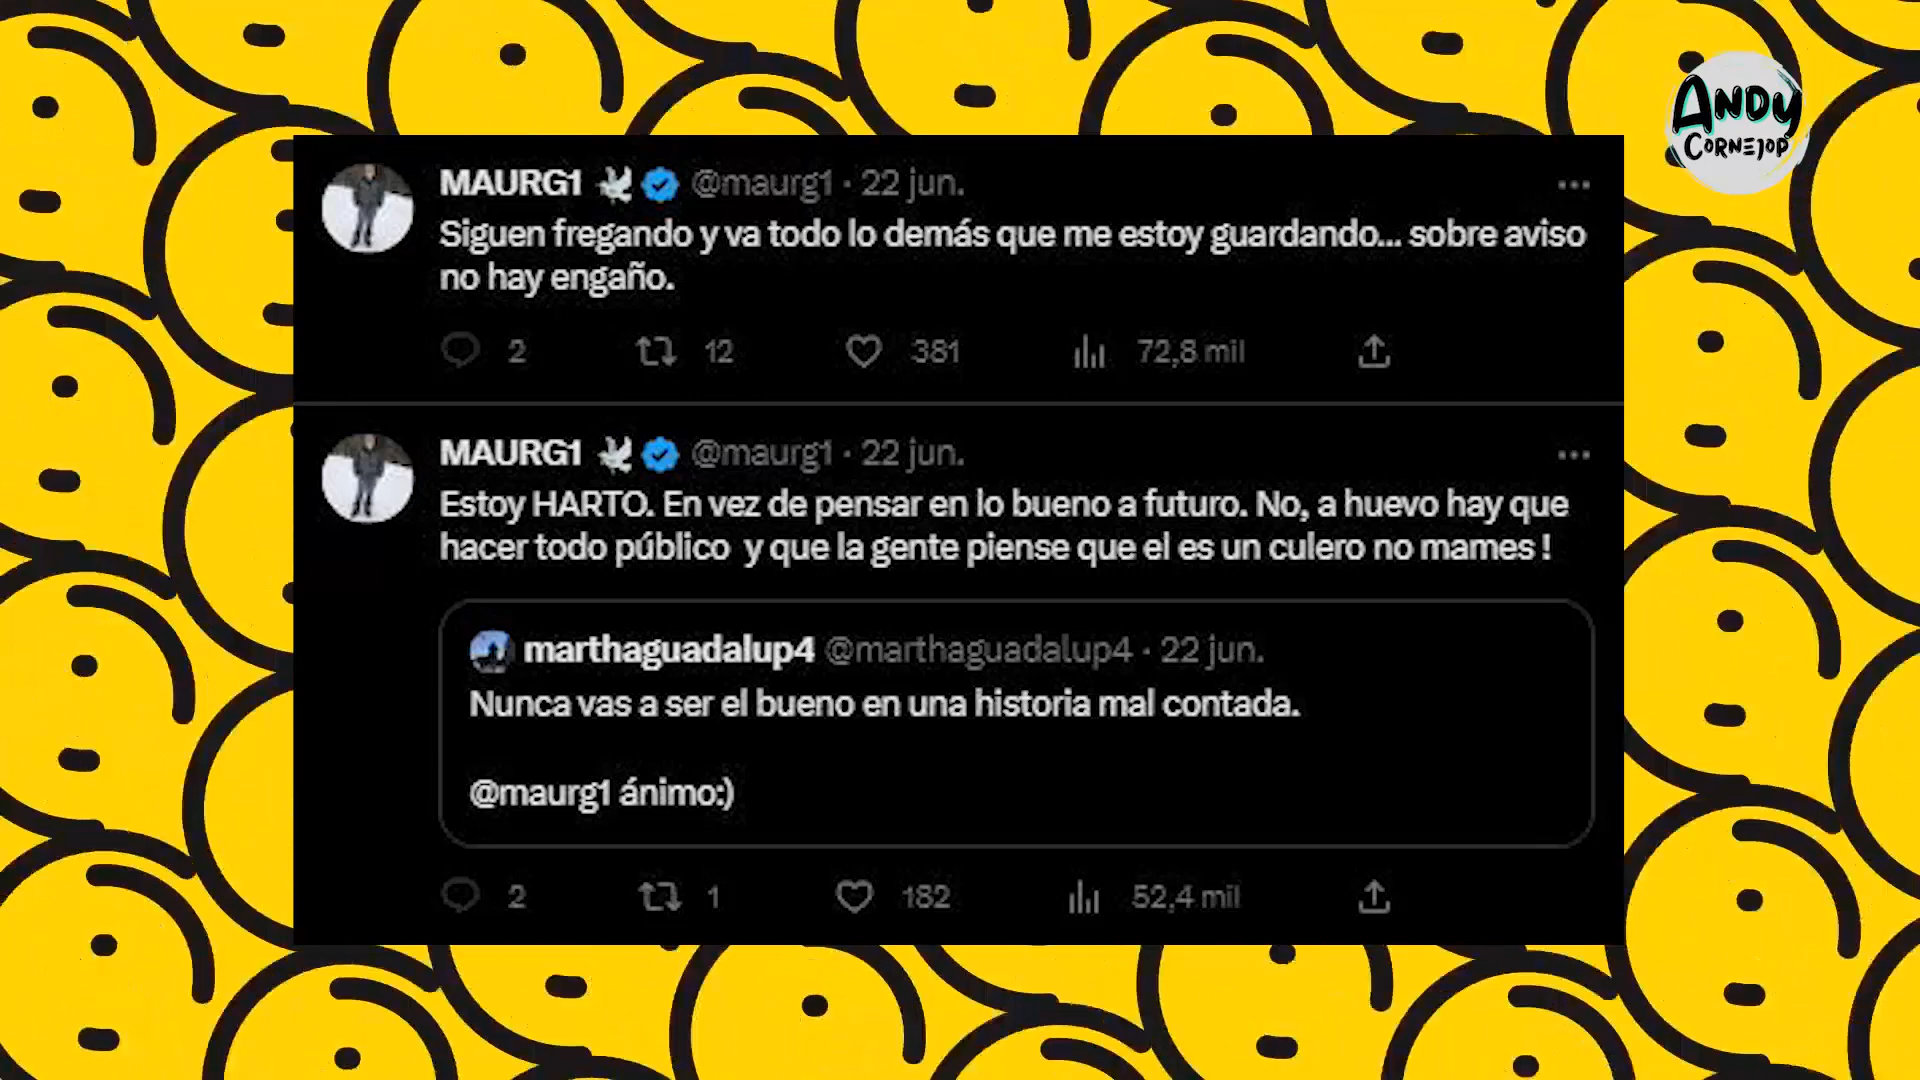 ANDY
CORNEJOP
MAURG1 @maurg1 · 22 jun.
Siguen fregando y va todo lo demás que me estoy guardando... sobre aviso
no hay engaño.
2 12 381 72,8 mil
MAURG1 @maurg1 · 22 jun.
Estoy HARTO. En vez de pensar en lo bueno a futuro. No, a huevo hay que
hacer todo público y que la gente piense que el es un culero no mames !
marthaguadalup4 @marthaguadalup4 · 22 jun.
Nunca vas a ser el bueno en una historia mal contada.
@maurg1 ánimo:)
2 1 182 52,4 mil